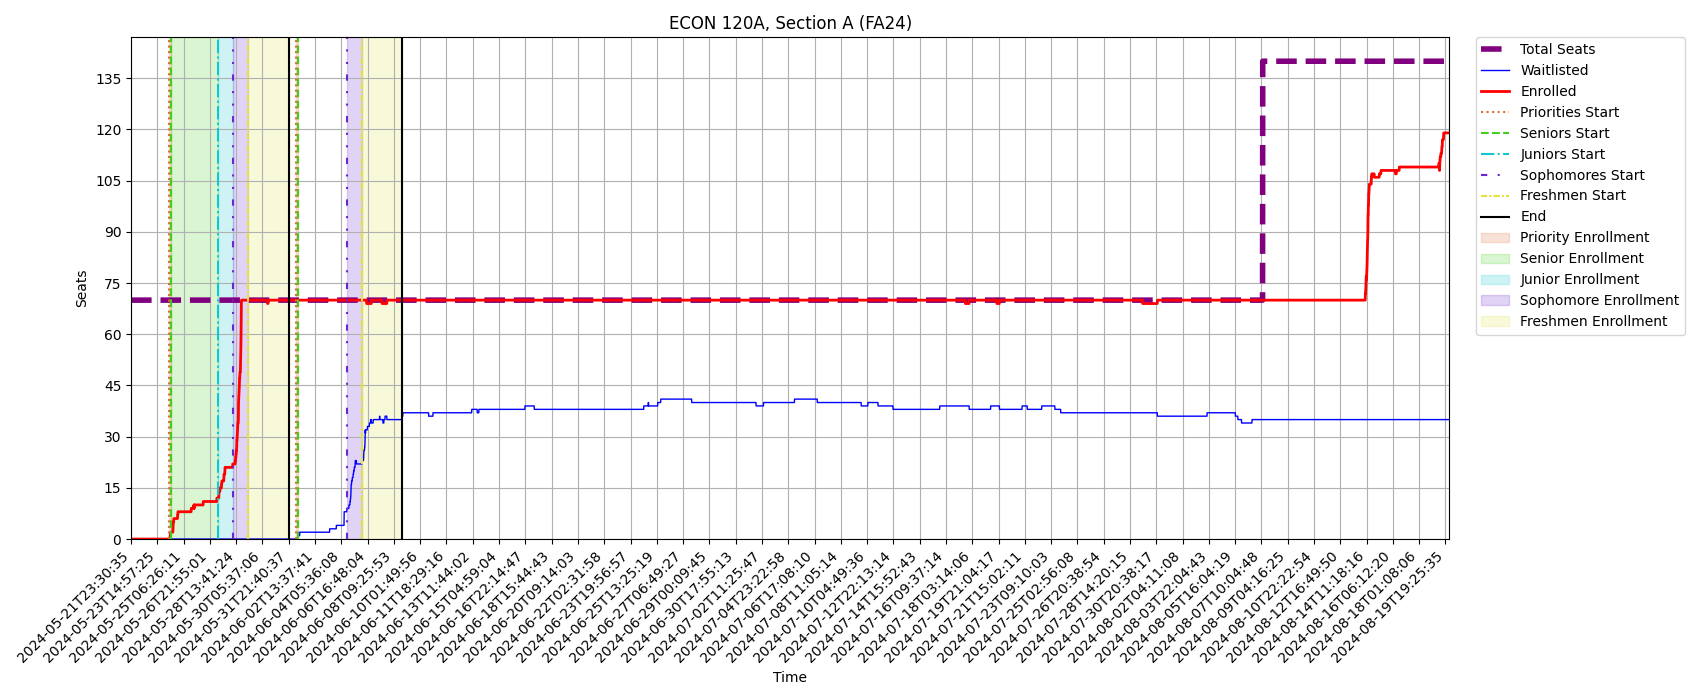 ECON 120A, Section A (FA24)
Seats
135
120
105
90
75
60
45
30
15
0
2024-05-21T23:30:35
2024-05-23T14:57:25
2024-05-25T06:26:11
2024-05-26T21:55:01
2024-05-28T13:41:24
2024-05-30T05:37:06
2024-05-31T21:40:37
2024-06-02T13:37:41
2024-06-04T05:36:08
2024-06-06T16:48:04
2024-06-08T09:25:53
2024-06-10T01:49:56
2024-06-11T18:29:16
2024-06-13T11:44:02
2024-06-15T04:59:04
2024-06-16T22:14:47
2024-06-18T15:44:43
2024-06-20T09:14:03
2024-06-22T02:31:58
2024-06-23T19:56:57
2024-06-25T13:25:19
2024-06-27T06:49:27
2024-06-29T00:09:45
2024-06-30T17:55:13
2024-07-02T11:25:47
2024-07-04T23:22:58
2024-07-06T17:08:10
2024-07-08T11:05:14
2024-07-10T04:49:36
2024-07-12T22:13:14
2024-07-14T15:52:43
2024-07-16T09:37:14
2024-07-18T03:14:06
2024-07-19T21:04:17
2024-07-21T15:02:11
2024-07-23T09:10:03
2024-07-25T02:56:08
2024-07-26T20:38:54
2024-07-28T14:20:15
2024-07-30T20:38:17
2024-08-02T04:11:08
2024-08-03T22:04:43
2024-08-05T16:04:19
2024-08-07T10:04:48
2024-08-09T04:16:25
2024-08-10T22:22:54
2024-08-12T16:49:50
2024-08-14T11:18:16
2024-08-16T06:12:20
2024-08-18T01:08:06
2024-08-19T19:25:35
Time
Total Seats
Waitlisted
Enrolled
Priorities Start
Seniors Start
Juniors Start
Sophomores Start
Freshmen Start
End
Priority Enrollment
Senior Enrollment
Junior Enrollment
Sophomore Enrollment
Freshmen Enrollment